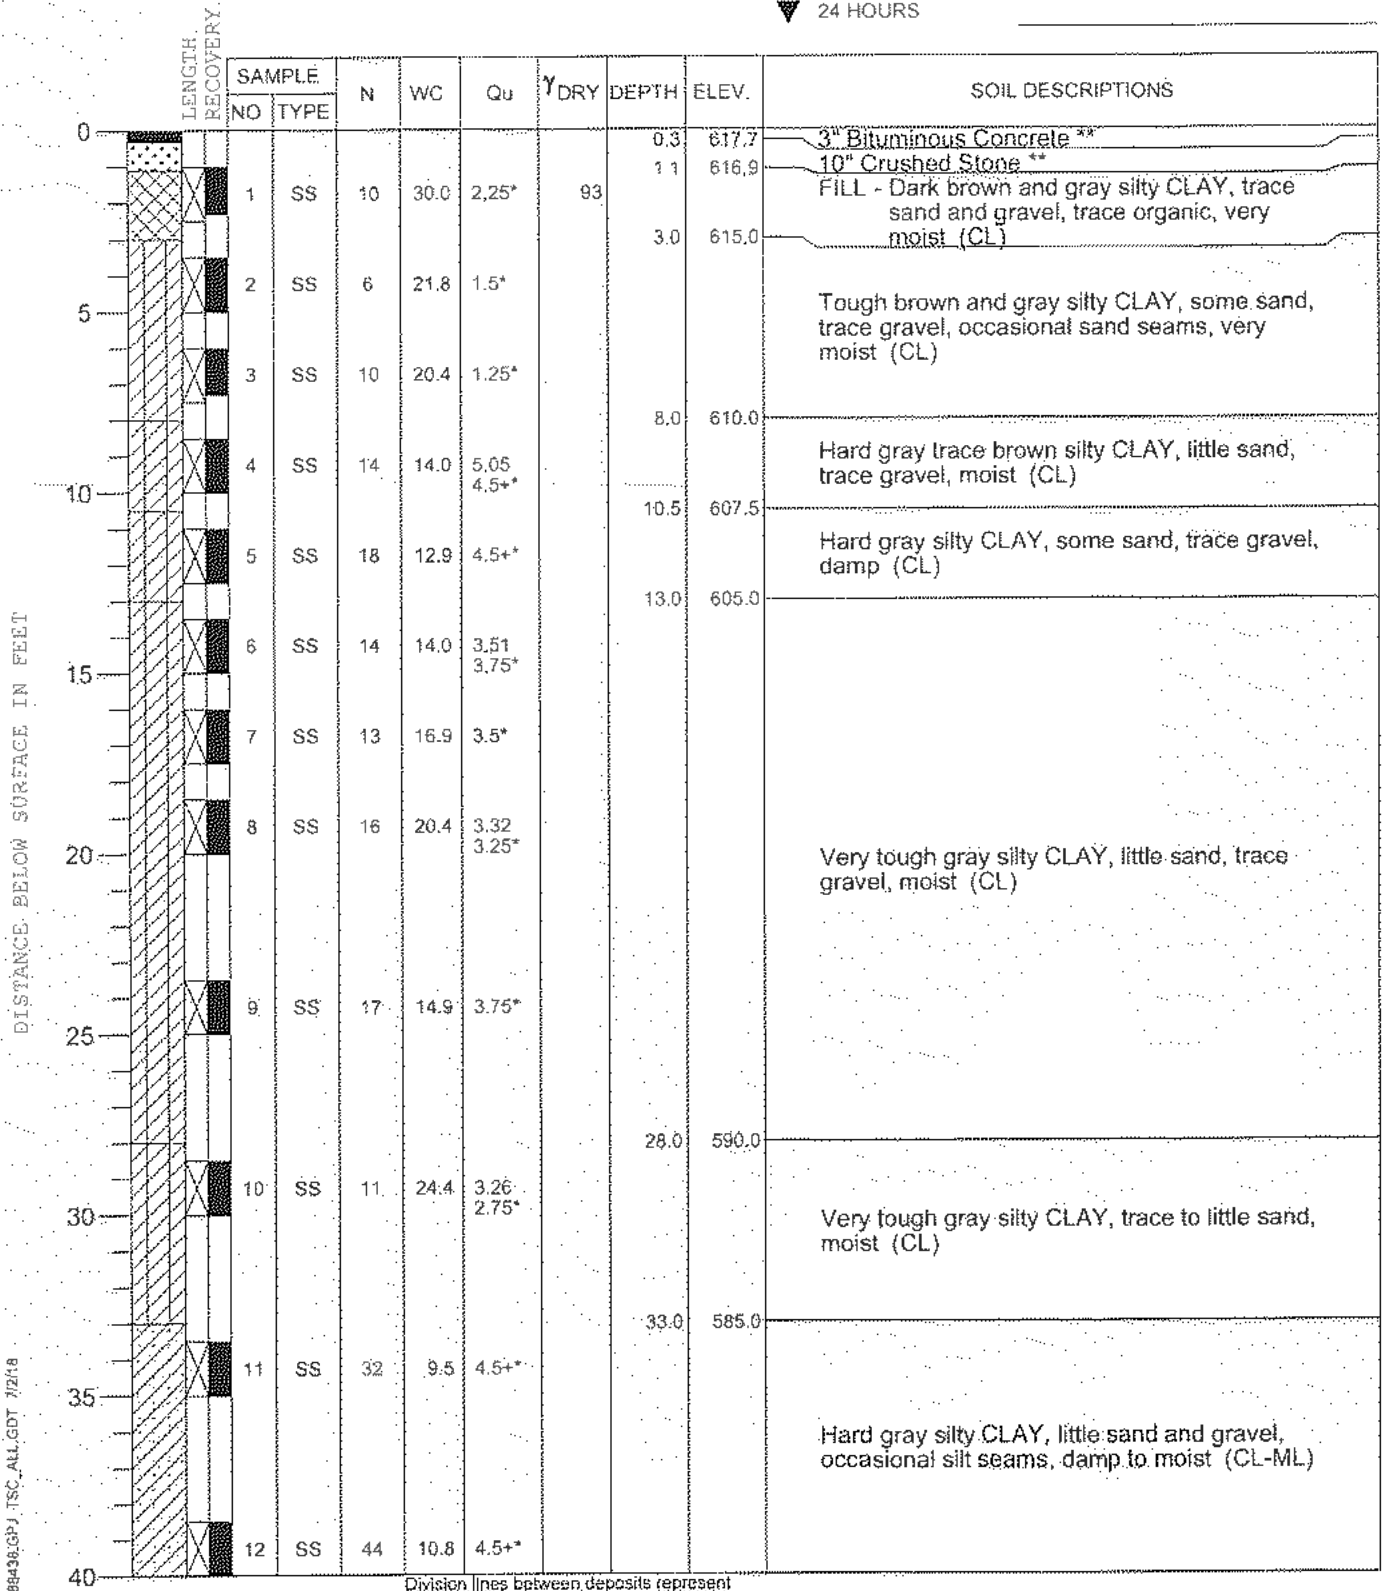 24 HOURS
LENGTH
RECOVERY
SAMPLE
NO TYPE N WC Qu γDRY DEPTH ELEV. SOIL DESCRIPTIONS
0
0.3 617.7 3" Bituminous Concrete **
1.1 616.9 10" Crushed Stone **
1 SS 10 30.0 2.25* 93 FILL - Dark brown and gray silty CLAY, trace
sand and gravel, trace organic, very
3.0 615.0 moist (CL)
2 SS 6 21.8 1.5*
5
Tough brown and gray silty CLAY, some sand,
trace gravel, occasional sand seams, very
moist (CL)
3 SS 10 20.4 1.25*
8.0 610.0
4 SS 14 14.0 5.05
4.5+*
Hard gray trace brown silty CLAY, little sand,
trace gravel, moist (CL)
10
10.5 607.5
5 SS 18 12.9 4.5+*
Hard gray silty CLAY, some sand, trace gravel,
damp (CL)
13.0 605.0
6 SS 14 14.0 3.51
3.75*
15
7 SS 13 16.9 3.5*
8 SS 16 20.4 3.32
3.25*
20
Very tough gray silty CLAY, little sand, trace
gravel, moist (CL)
9 SS 17 14.9 3.75*
25
28.0 590.0
10 SS 11 24.4 3.26
2.75*
30
Very tough gray silty CLAY, trace to little sand,
moist (CL)
33.0 585.0
11 SS 32 9.5 4.5+*
35
Hard gray silty CLAY, little sand and gravel,
occasional silt seams, damp to moist (CL-ML)
12 SS 44 10.8 4.5+*
40
Division lines between deposits represent
DISTANCE BELOW SURFACE IN FEET
88438.GPJ TSC_ALL.GDT 7/2/18